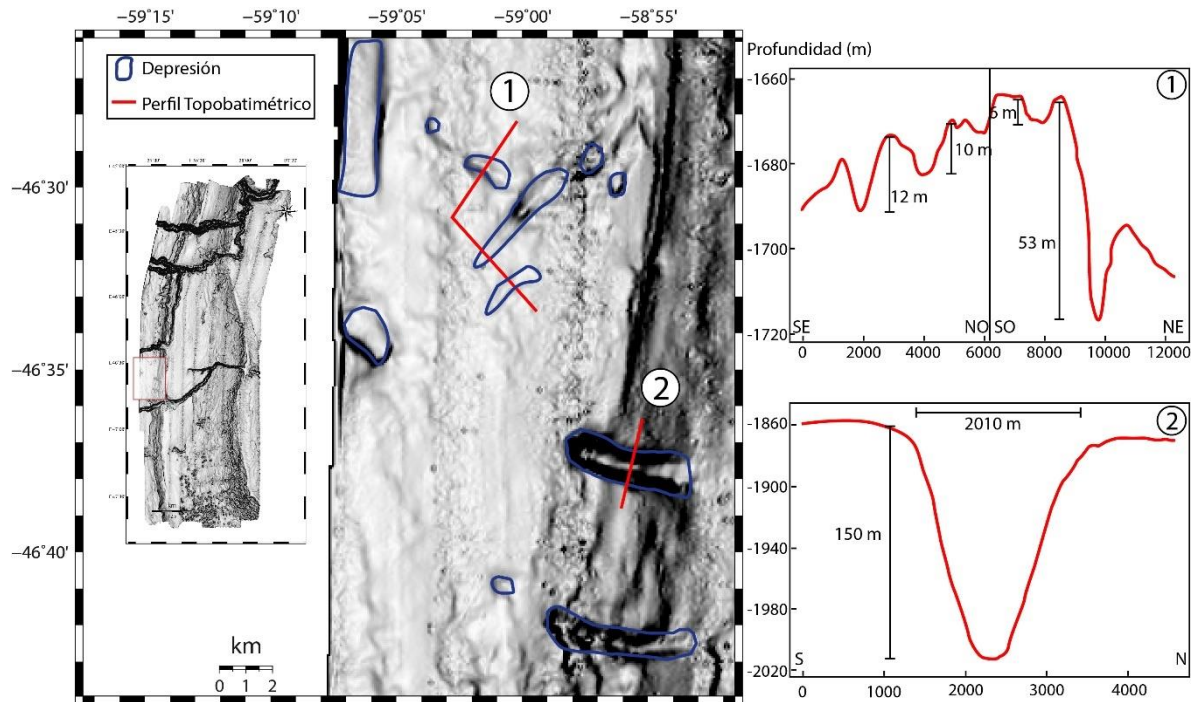 −59°15' −59°10' −59°05' −59°00' −58°55'
Depresión
Perfil Topobatimétrico
1
2
−46°30'
−46°35'
−46°40'
km
0 1 2
Profundidad (m)
1
-1660
-1680
-1700
-1720
12 m
10 m
53 m
SE NO SO NE
0 2000 4000 6000 8000 10000 12000
2
-1860
-1900
-1940
-1980
-2020
2010 m
150 m
S N
0 1000 2000 3000 4000